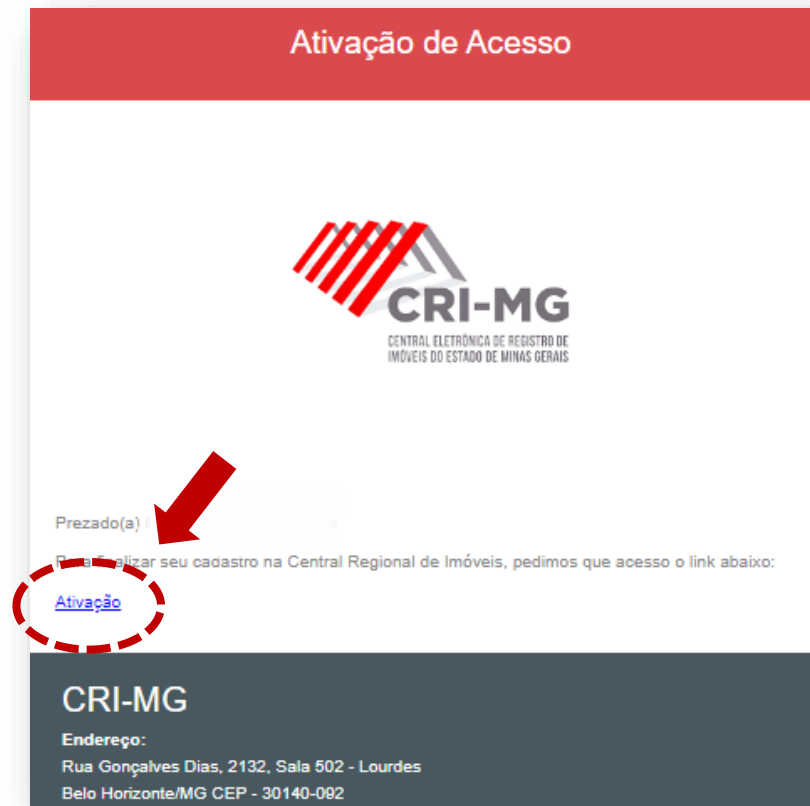 Ativação de Acesso
CRI-MG
CENTRAL ELETRÔNICA DE REGISTRO DE
IMÓVEIS DO ESTADO DE MINAS GERAIS
Prezado(a)
Para finalizar seu cadastro na Central Regional de Imóveis, pedimos que acesso o link abaixo:
Ativação
CRI-MG
Endereço:
Rua Gonçalves Dias, 2132, Sala 502 - Lourdes
Belo Horizonte/MG CEP - 30140-092